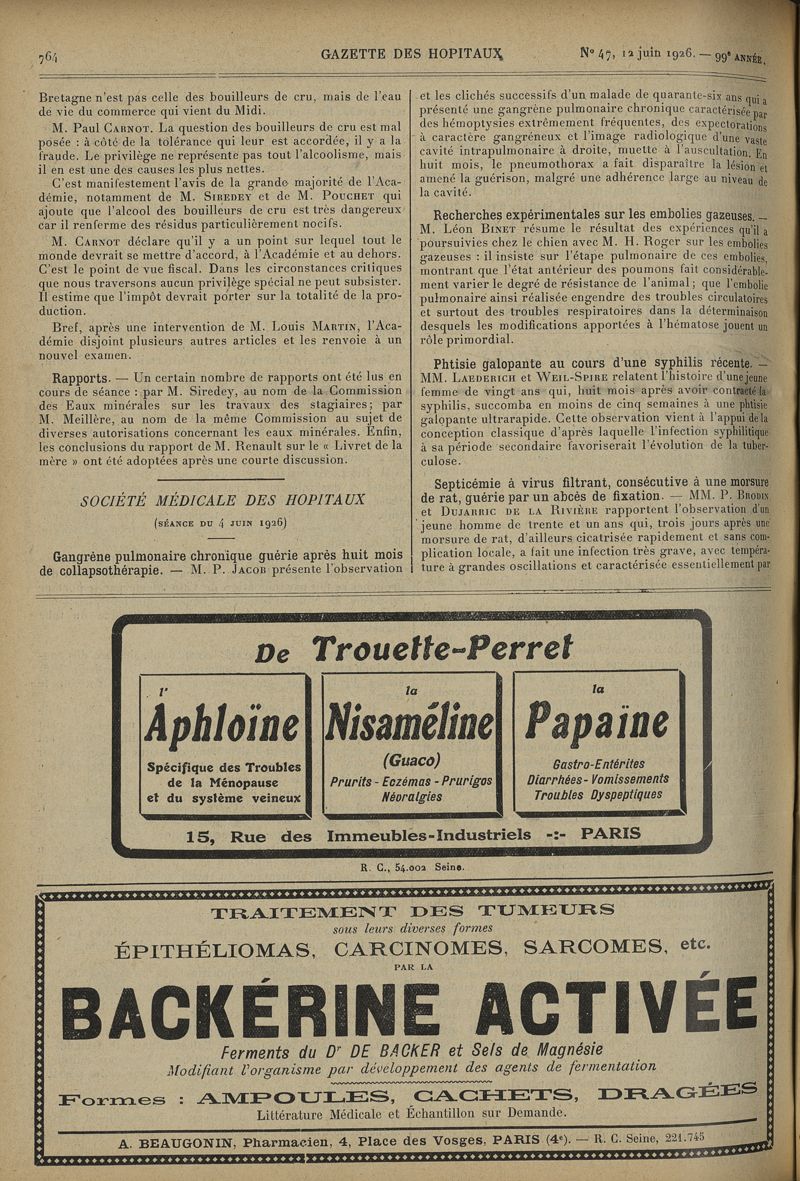 764
GAZETTE DES HOPITAUX
N° 47, 12 juin 1926. — 99e ANNÉE.
Bretagne n'est pas celle des bouilleurs de cru, mais de l'eau
de vie du commerce qui vient du Midi.
M. Paul CARNOT. La question des bouilleurs de cru est mal
posée : à côté de la tolérance qui leur est accordée, il y a la
fraude. Le privilège ne représente pas tout l'alcoolisme, mais
il en est une des causes les plus nettes.
C'est manifestement l'avis de la grande majorité de l'Aca-
démie, notamment de M. SIREDEY et de M. POUCHET qui
ajoute que l'alcool des bouilleurs de cru est très dangereux
car il renferme des résidus particulièrement nocifs.
M. CARNOT déclare qu'il y a un point sur lequel tout le
monde devrait se mettre d'accord, à l'Académie et au dehors.
C'est le point de vue fiscal. Dans les circonstances critiques
que nous traversons aucun privilège spécial ne peut subsister.
Il estime que l'impôt devrait porter sur la totalité de la pro-
duction.
Bref, après une intervention de M. Louis MARTIN, l'Aca-
démie disjoint plusieurs autres articles et les renvoie à un
nouvel examen.
Rapports. — Un certain nombre de rapports ont été lus en
cours de séance : par M. Siredey, au nom de la Commission
des Eaux minérales sur les travaux des stagiaires; par
M. Meillère, au nom de la même Commission au sujet de
diverses autorisations concernant les eaux minérales. Enfin,
les conclusions du rapport de M. Renault sur le « Livret de la
mère » ont été adoptées après une courte discussion.
SOCIÉTÉ MÉDICALE DES HOPITAUX
(SÉANCE DU 4 JUIN 1926)
Gangrène pulmonaire chronique guérie après huit mois
de collapsothérapie. — M. P. JACOB présente l'observation
et les clichés successifs d'un malade de quarante-six ans qui a
présenté une gangrène pulmonaire chronique caractérisée par
des hémoptysies extrêmement fréquentes, des expectorations
à caractère gangréneux et l'image radiologique d'une vaste
cavité intrapulmonaire à droite, muette à l'auscultation. En
huit mois, le pneumothorax a fait disparaître la lésion et
amené la guérison, malgré une adhérence large au niveau de
la cavité.
Recherches expérimentales sur les embolies gazeuses. —
M. Léon BINET résume le résultat des expériences qu'il a
poursuivies chez le chien avec M. H. Roger sur les embolies
gazeuses : il insiste sur l'étape pulmonaire de ces embolies,
montrant que l'état antérieur des poumons fait considérable-
ment varier le degré de résistance de l'animal; que l'embolie
pulmonaire ainsi réalisée engendre des troubles circulatoires
et surtout des troubles respiratoires dans la détermination
desquels les modifications apportées à l'hématose jouent un
rôle primordial.
Phtisie galopante au cours d'une syphilis récente. —
MM. LAEDERICH et WEIL-SPIRE relatent l'histoire d'une jeune
femme de vingt ans qui, huit mois après avoir contracté la
syphilis, succomba en moins de cinq semaines à une phtisie
galopante ultrarapide. Cette observation vient à l'appui de la
conception classique d'après laquelle l'infection syphilitique
à sa période secondaire favoriserait l'évolution de la tuber-
culose.
Septicémie à virus filtrant, consécutive à une morsure
de rat, guérie par un abcès de fixation. — MM. P. BRODIN
et DUJARRIC DE LA RIVIÈRE rapportent l'observation d'un
jeune homme de trente et un ans qui, trois jours après une
morsure de rat, d'ailleurs cicatrisée rapidement et sans com-
plication locale, a fait une infection très grave, avec tempéra-
ture à grandes oscillations et caractérisée essentiellement par
De Trouette-Perret
l'
Aphloïne
Spécifique des Troubles
de la Ménopause
et du système veineux
la
Nisaméline
(Guaco)
Prurits - Eczémas - Prurigos
Néoralgies
la
Papaïne
Gastro-Entérites
Diarrhées - Vomissements
Troubles Dyspeptiques
15, Rue des Immeubles-Industriels -:- PARIS
R. C., 54.002 Seine.
TRAITEMENT DES TUMEURS
sous leurs diverses formes
ÉPITHÉLIOMAS, CARCINOMES, SARCOMES, etc.
PAR LA
BACKÉRINE ACTIVÉE
Ferments du Dr DE BACKER et Sels de Magnésie
Modifiant l'organisme par développement des agents de fermentation
Formes : AMPOULES, CACHETS, DRAGÉES
Littérature Médicale et Échantillon sur Demande.
A. BEAUGONIN, Pharmacien, 4, Place des Vosges, PARIS (4e). — R. C. Seine, 221.745